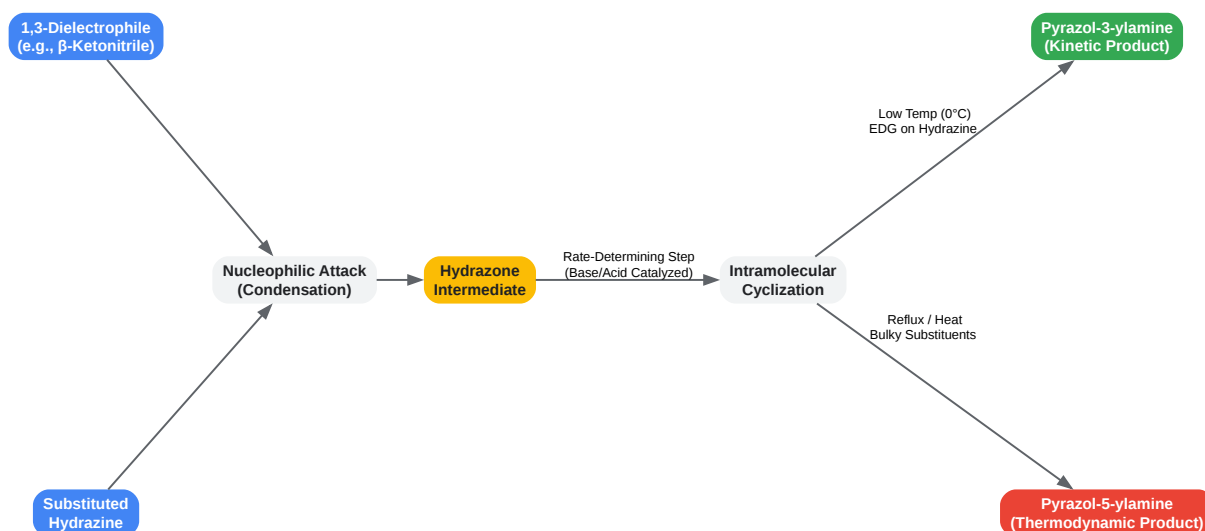 1,3-Dielectrophile
(e.g., β-Ketonitrile)
Pyrazol-3-ylamine
(Kinetic Product)
Low Temp (0°C)
EDG on Hydrazine
Nucleophilic Attack
(Condensation)
Hydrazone
Intermediate
Rate-Determining Step
(Base/Acid Catalyzed)
Intramolecular
Cyclization
Reflux / Heat
Bulky Substituents
Substituted
Hydrazine
Pyrazol-5-ylamine
(Thermodynamic Product)